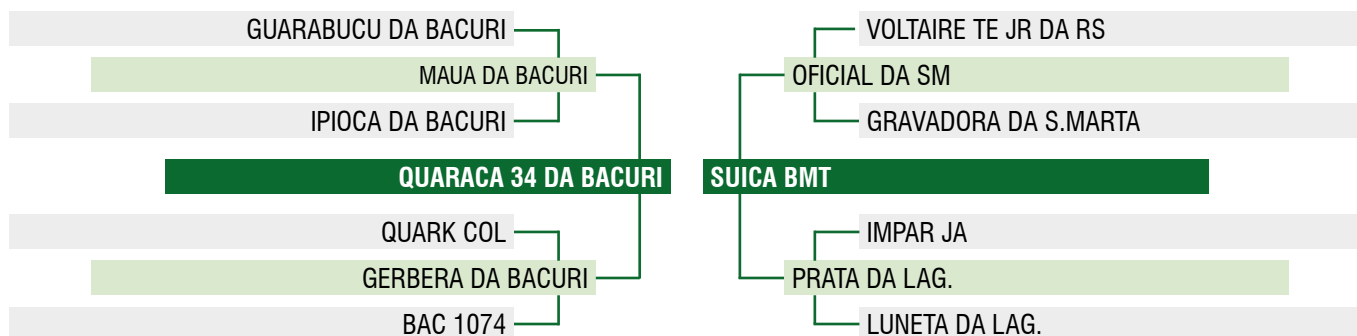 GUARABUCU DA BACURI
MAUA DA BACURI
IPIOCA DA BACURI
QUARACA 34 DA BACURI
QUARK COL
GERBERA DA BACURI
BAC 1074
VOLTAIRE TE JR DA RS
OFICIAL DA SM
GRAVADORA DA S.MARTA
SUICA BMT
IMPAR JA
PRATA DA LAG.
LUNETA DA LAG.